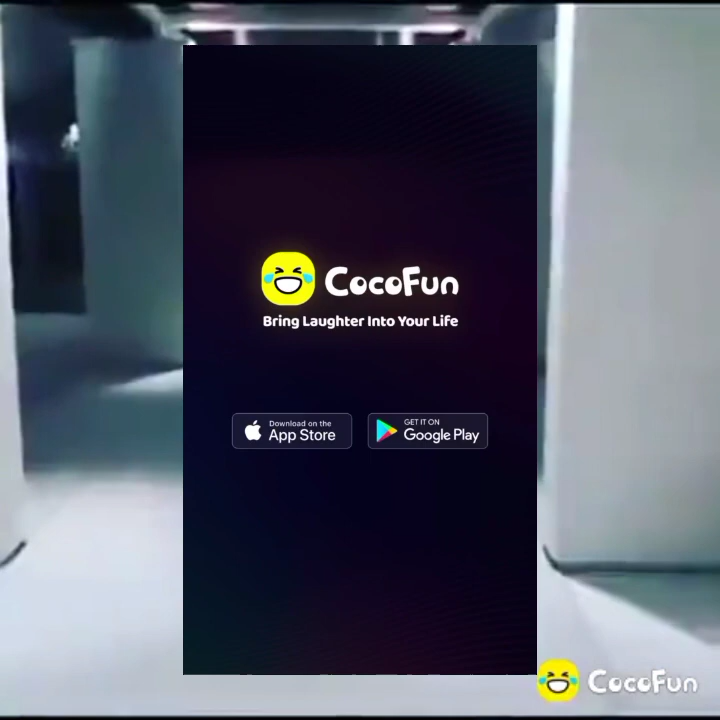 CocoFun
Bring Laughter Into Your Life
Download on the
App Store
GET IT ON
Google Play
CocoFun